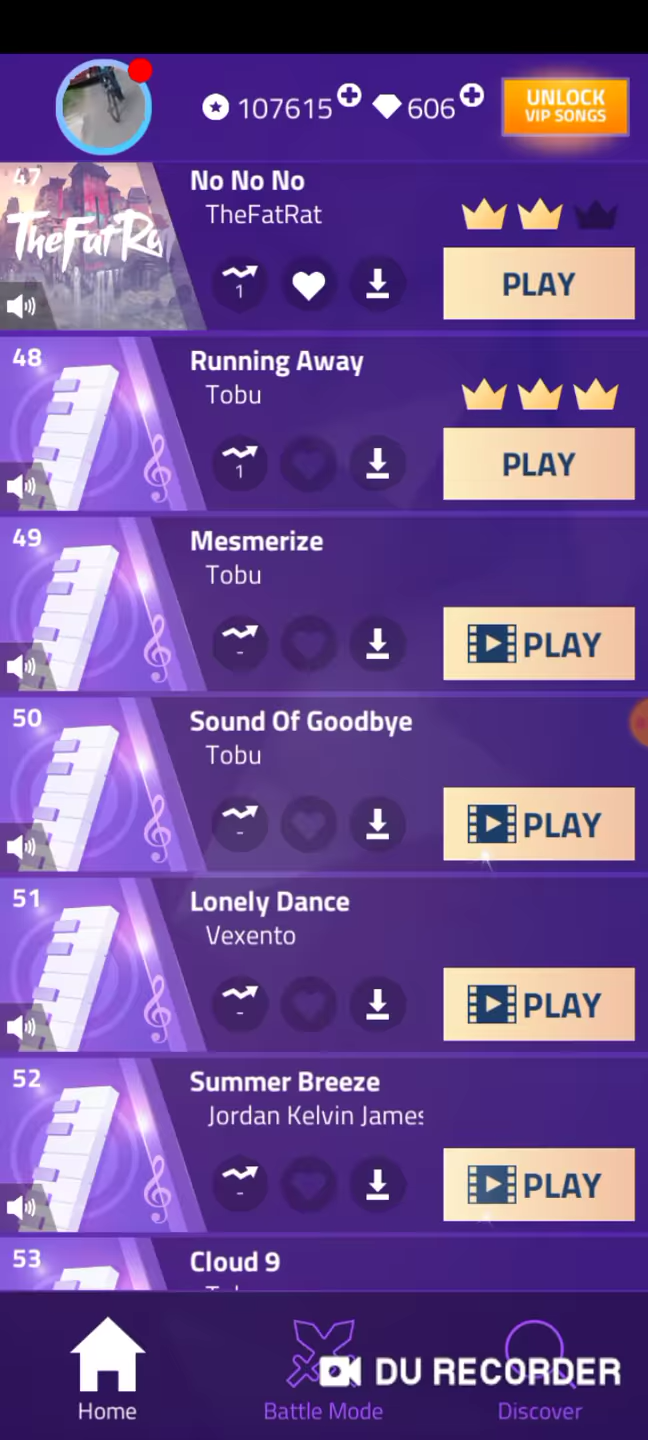 107615
606
UNLOCK
VIP SONGS
47
TheFatRa
No No No
TheFatRat
1
PLAY
48
Running Away
Tobu
1
PLAY
49
Mesmerize
Tobu
-
PLAY
50
Sound Of Goodbye
Tobu
-
PLAY
51
Lonely Dance
Vexento
-
PLAY
52
Summer Breeze
Jordan Kelvin James
-
PLAY
53
Cloud 9
Home
Battle Mode
Discover
DU RECORDER